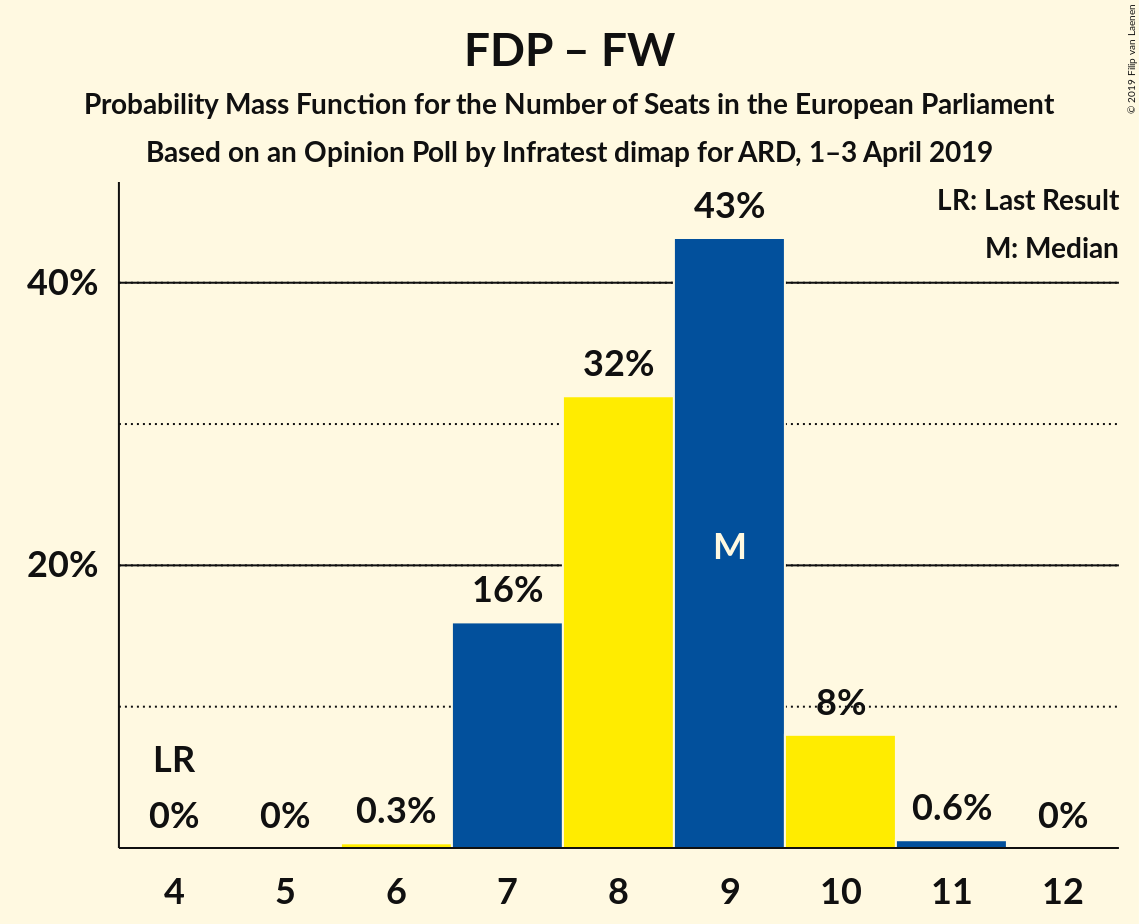 FDP – FW
Probability Mass Function for the Number of Seats in the European Parliament
Based on an Opinion Poll by Infratest dimap for ARD, 1–3 April 2019
© 2019 Filip van Laenen
LR: Last Result
M: Median
43%
40%
32%
M
20%
16%
8%
LR
0% 0% 0.3% 0.6% 0%
4 5 6 7 8 9 10 11 12